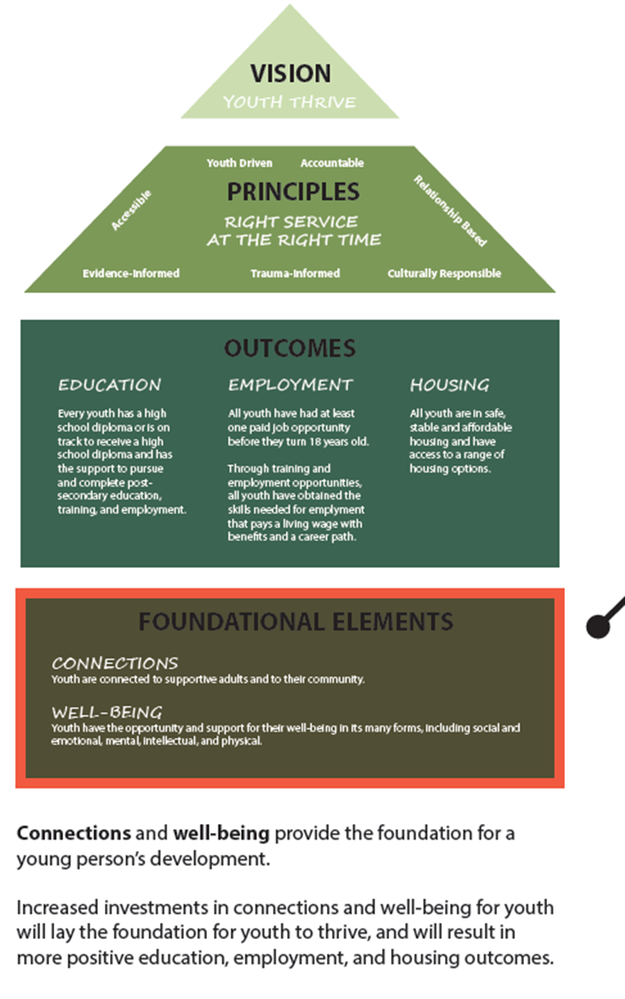 VISION
YOUTH THRIVE
Youth Driven Accountable
Accessible
PRINCIPLES
Relationship Based
RIGHT SERVICE
AT THE RIGHT TIME
Evidence-Informed Trauma-Informed Culturally Responsible
OUTCOMES
EDUCATION
Every youth has a high
school diploma or is on
track to receive a high
school diploma and has
the support to pursue
and complete post-
secondary education,
training, and employment.
EMPLOYMENT
All youth have had at least
one paid job opportunity
before they turn 18 years old.
Through training and
employment opportunities,
all youth have obtained the
skills needed for emplyment
that pays a living wage with
benefits and a career path.
HOUSING
All youth are in safe,
stable and affordable
housing and have
access to a range of
housing options.
FOUNDATIONAL ELEMENTS
CONNECTIONS
Youth are connected to supportive adults and to their community.
WELL-BEING
Youth have the opportunity and support for their well-being in its many forms, including social and
emotional, mental, intellectual, and physical.
Connections and well-being provide the foundation for a
young person's development.
Increased investments in connections and well-being for youth
will lay the foundation for youth to thrive, and will result in
more positive education, employment, and housing outcomes.